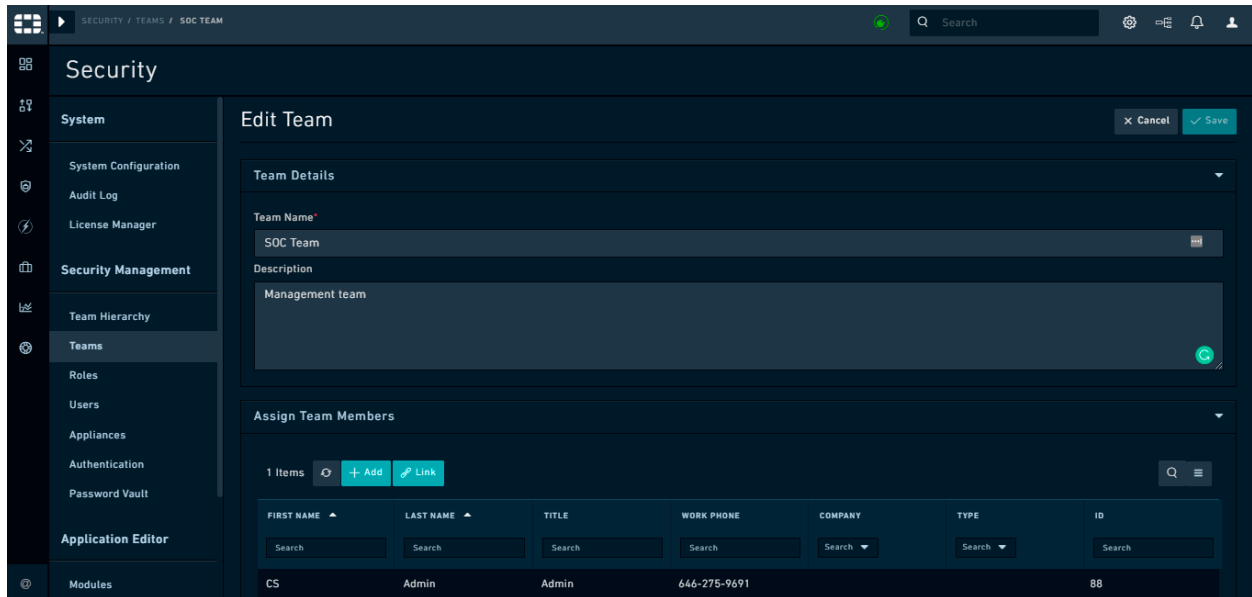 SECURITY / TEAMS / SOC TEAM
Search
Security
System
System Configuration
Audit Log
License Manager
Security Management
Team Hierarchy
Teams
Roles
Users
Appliances
Authentication
Password Vault
Application Editor
Modules
@
Edit Team
× Cancel
✓ Save
Team Details
Team Name*
SOC Team
Description
Management team
Assign Team Members
1 Items
+ Add
Link
FIRST NAME LAST NAME TITLE WORK PHONE COMPANY TYPE ID
Search Search Search Search Search Search Search
CS Admin Admin 646-275-9691 88